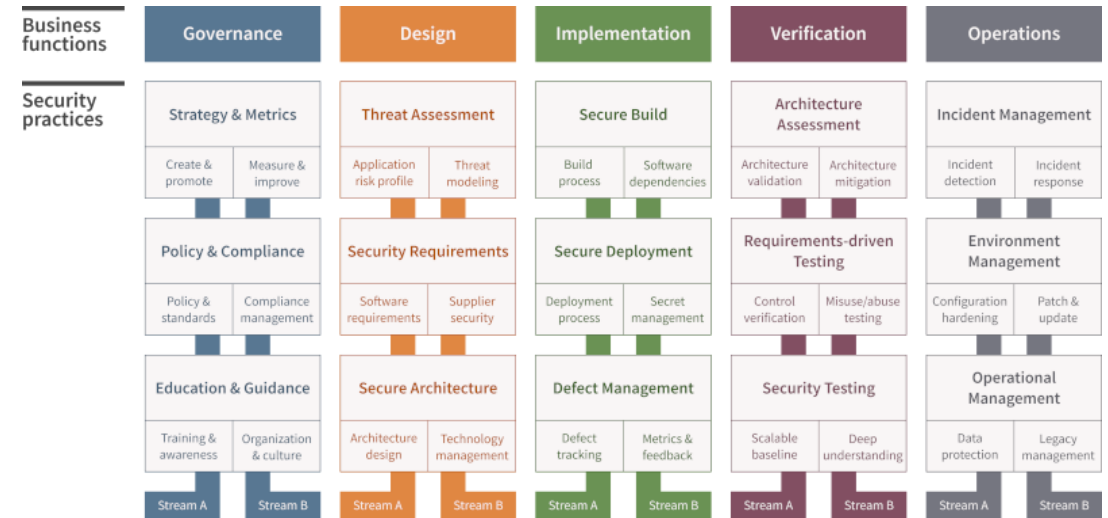 Business
functions
Governance
Design
Implementation
Verification
Operations
Security
practices
Strategy & Metrics
Threat Assessment
Secure Build
Architecture
Assessment
Incident Management
Create &
promote
Measure &
improve
Application
risk profile
Threat
modeling
Build
process
Software
dependencies
Architecture
validation
Architecture
mitigation
Incident
detection
Incident
response
Policy & Compliance
Security Requirements
Secure Deployment
Requirements-driven
Testing
Environment
Management
Policy &
standards
Compliance
management
Software
requirements
Supplier
security
Deployment
process
Secret
management
Control
verification
Misuse/abuse
testing
Configuration
hardening
Patch &
update
Education & Guidance
Secure Architecture
Defect Management
Security Testing
Operational
Management
Training &
awareness
Organization
& culture
Architecture
design
Technology
management
Defect
tracking
Metrics &
feedback
Scalable
baseline
Deep
understanding
Data
protection
Legacy
management
Stream A
Stream B
Stream A
Stream B
Stream A
Stream B
Stream A
Stream B
Stream A
Stream B